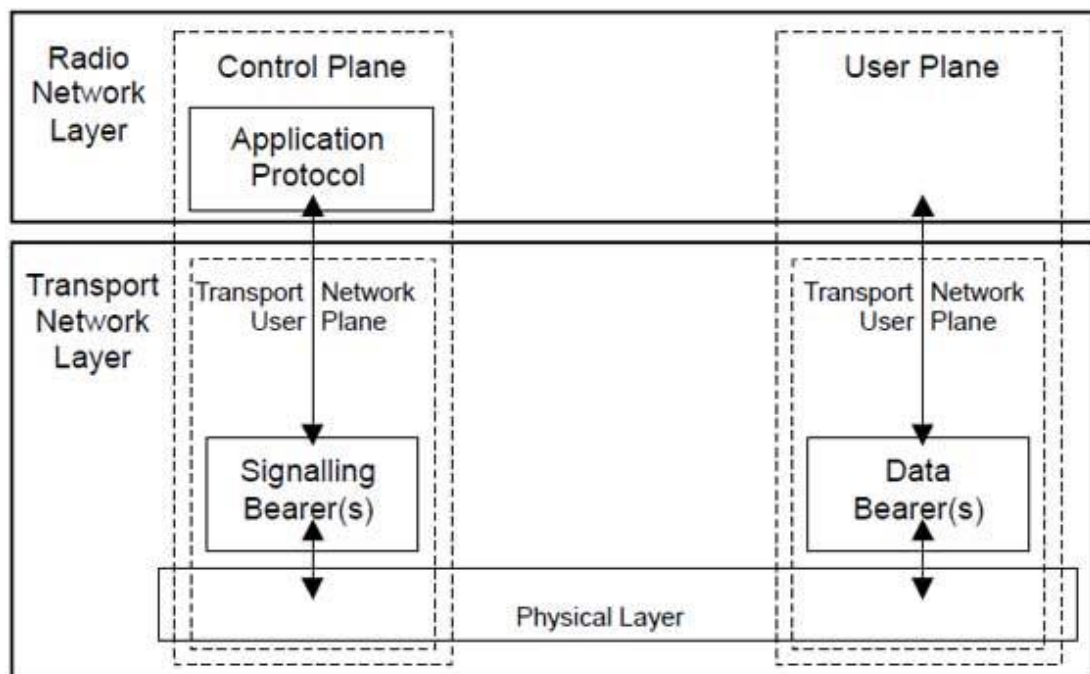 Radio
Network
Layer
Control Plane
Application
Protocol
User Plane
Transport
Network
Layer
Transport Network
User Plane
Signalling
Bearer(s)
Transport Network
User Plane
Data
Bearer(s)
Physical Layer